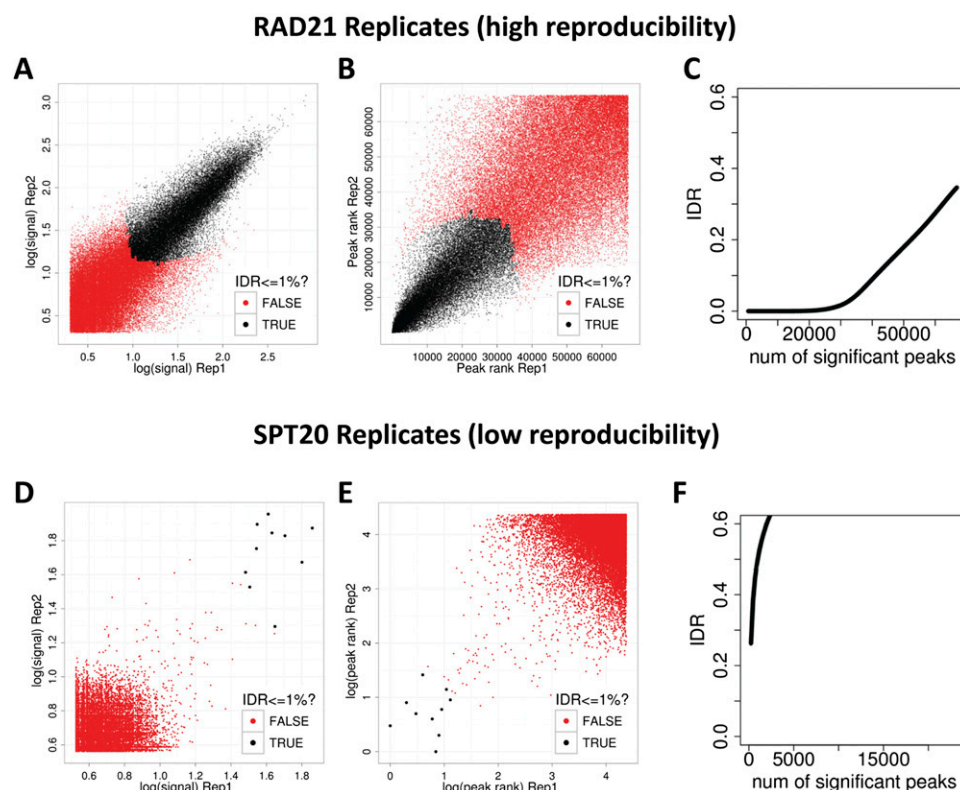 RAD21 Replicates (high reproducibility)
A
log(signal) Rep2
3.0
2.5
2.0
1.5
1.0
0.5
IDR<=1%?
FALSE
TRUE
0.5 1.0 1.5 2.0 2.5
log(signal) Rep1
B
Peak rank Rep2
60000
50000
40000
30000
20000
10000
IDR<=1%?
FALSE
TRUE
10000 20000 30000 40000 50000 60000
Peak rank Rep1
C
IDR
0.6
0.4
0.2
0.0
0 20000 50000
num of significant peaks
SPT20 Replicates (low reproducibility)
D
log(signal) Rep2
1.8
1.6
1.4
1.2
1.0
0.8
0.6
IDR<=1%?
FALSE
TRUE
0.6 0.8 1.0 1.2 1.4 1.6 1.8
log(signal) Rep1
E
log(peak rank) Rep2
4
3
2
1
0
IDR<=1%?
FALSE
TRUE
0 1 2 3 4
log(peak rank) Rep1
F
IDR
0.6
0.4
0.2
0.0
0 5000 15000
num of significant peaks